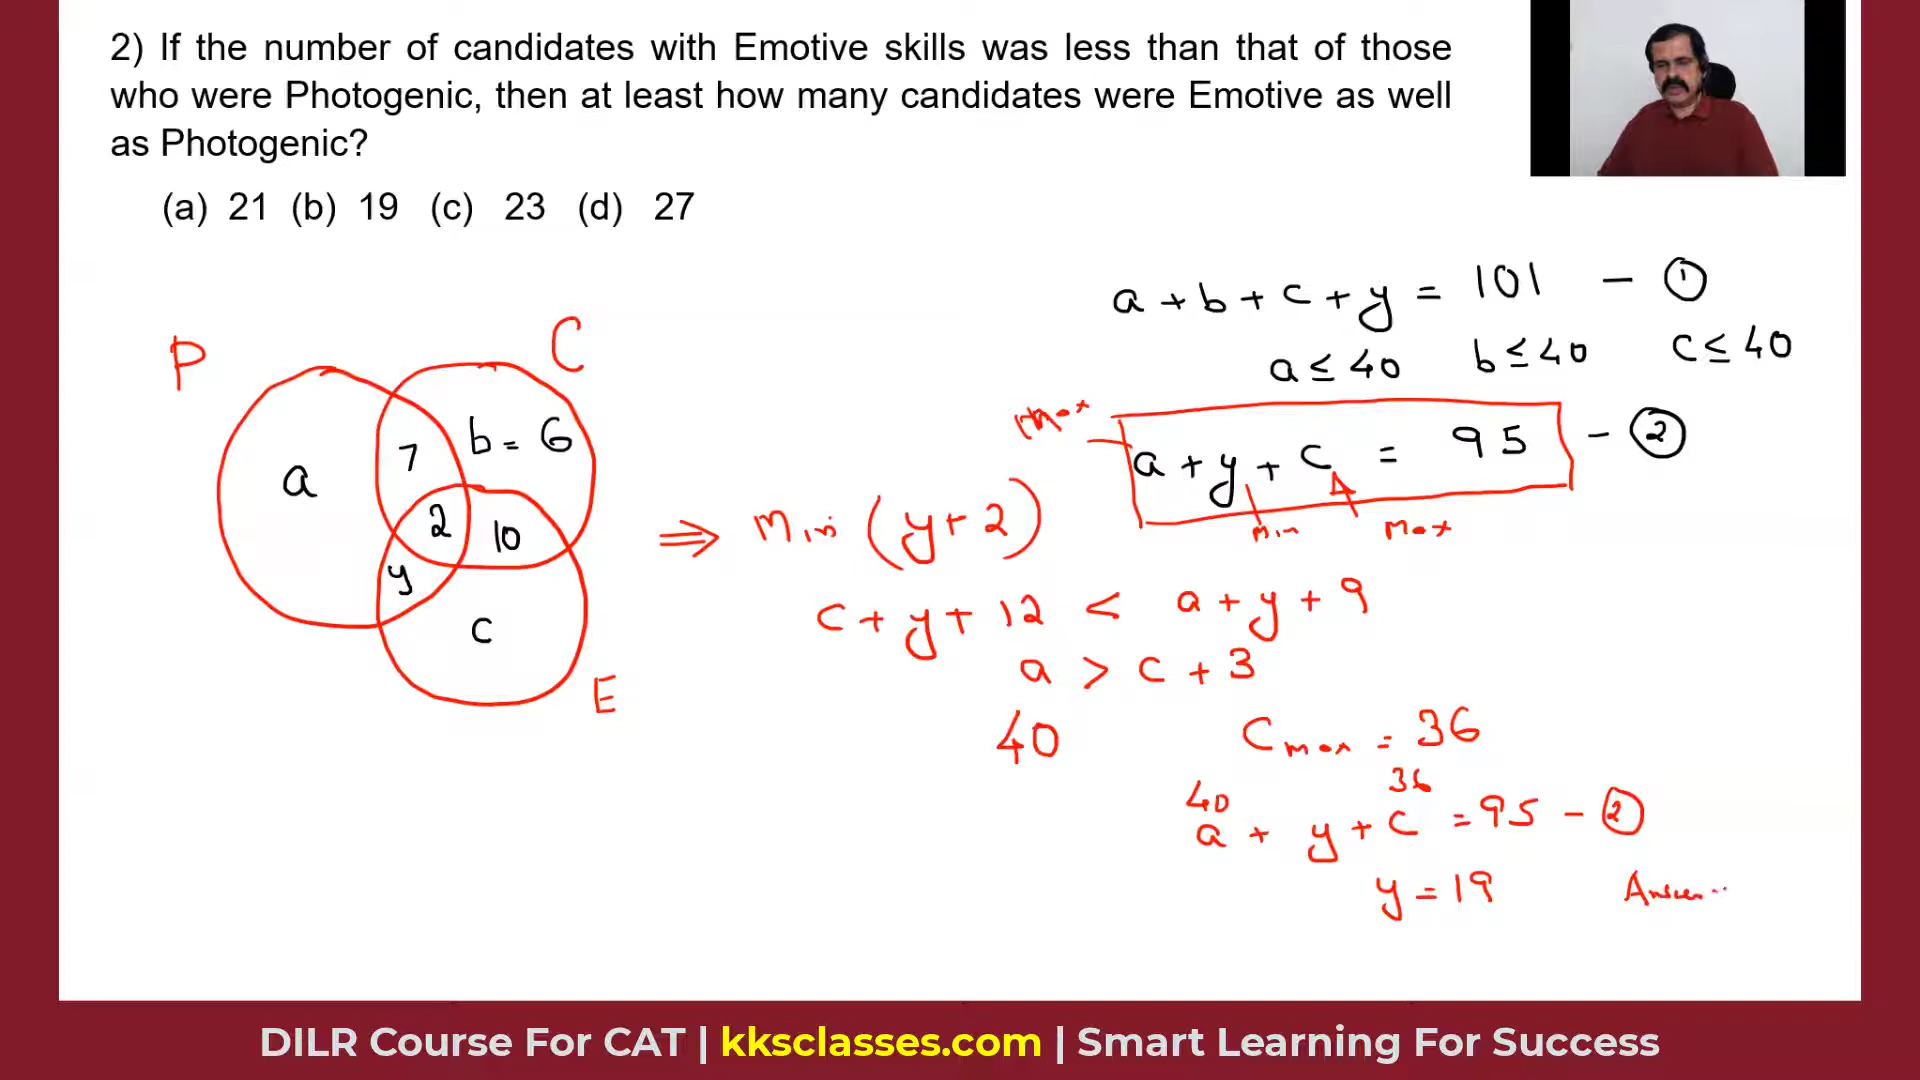 2) If the number of candidates with Emotive skills was less than that of those
who were Photogenic, then at least how many candidates were Emotive as well
as Photogenic?
(a) 21 (b) 19 (c) 23 (d) 27
a + b + c + y = 101 - ①
a ≤ 40 b ≤ 40 c ≤ 40
Max
a + y + c = 95 - ②
Min Max
P
C
a
7
b = 6
2
10
y
c
E
⇒ Min (y + 2)
c + y + 12 < a + y + 9
a > c + 3
40 Cmax = 36
40 36
a + y + c = 95 - ②
y = 19 Answer
DILR Course For CAT | kksclasses.com | Smart Learning For Success